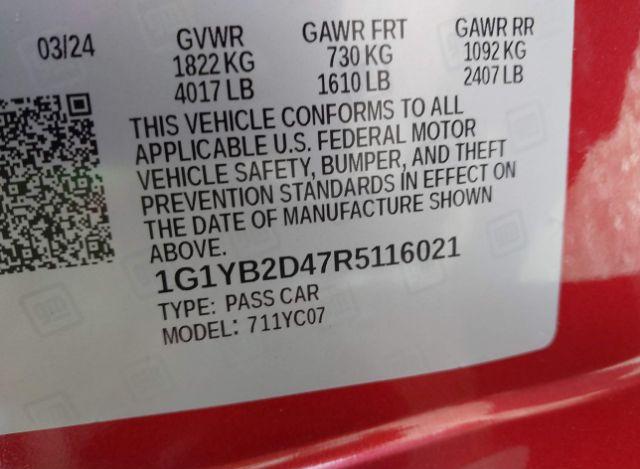 03/24 GVWR GAWR FRT GAWR RR
1822 KG 730 KG 1092 KG
4017 LB 1610 LB 2407 LB
THIS VEHICLE CONFORMS TO ALL
APPLICABLE U.S. FEDERAL MOTOR
VEHICLE SAFETY, BUMPER, AND THEFT
PREVENTION STANDARDS IN EFFECT ON
THE DATE OF MANUFACTURE SHOWN
ABOVE.
1G1YB2D47R5116021
TYPE: PASS CAR
MODEL: 711YC07